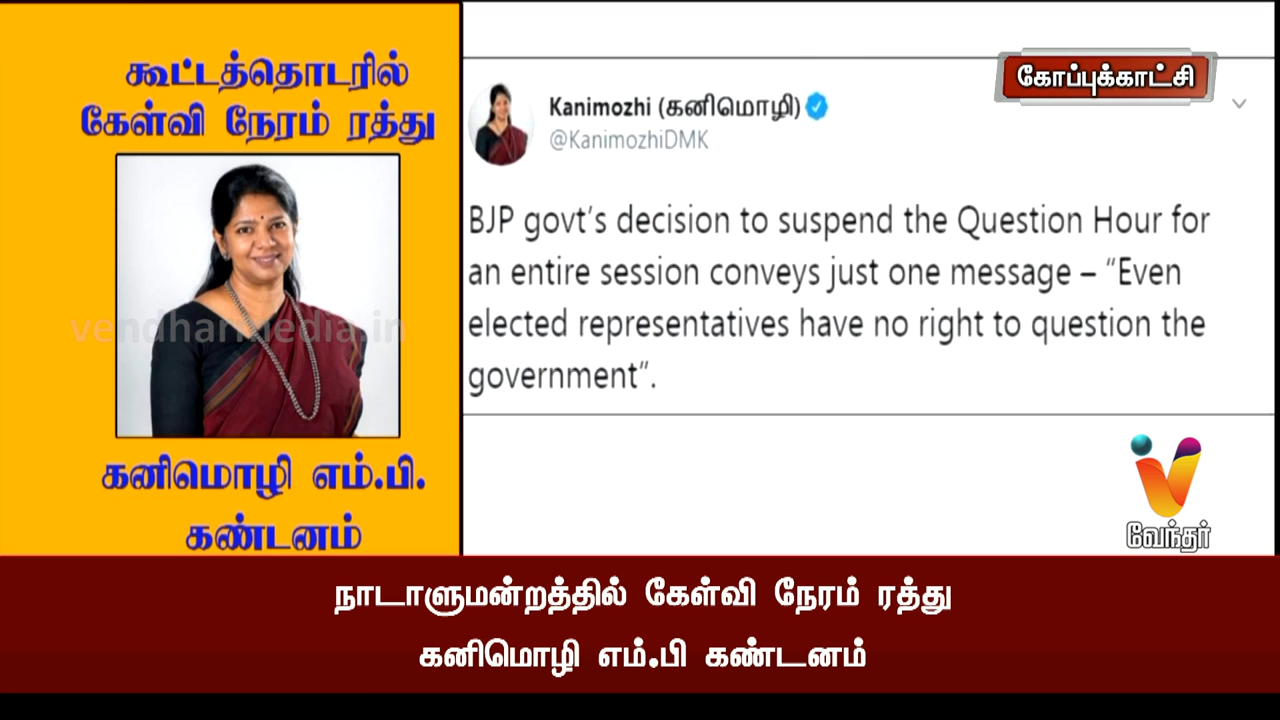 கூட்டத்தொடரில்
கேள்வி நேரம் ரத்து
vendharmedia.in
கனிமொழி எம்.பி.
கண்டனம்
கோப்புக்காட்சி
Kanimozhi (கனிமொழி)
@KanimozhiDMK
BJP govt's decision to suspend the Question Hour for
an entire session conveys just one message – "Even
elected representatives have no right to question the
government".
வேந்தர்
நாடாளுமன்றத்தில் கேள்வி நேரம் ரத்து
கனிமொழி எம்.பி கண்டனம்